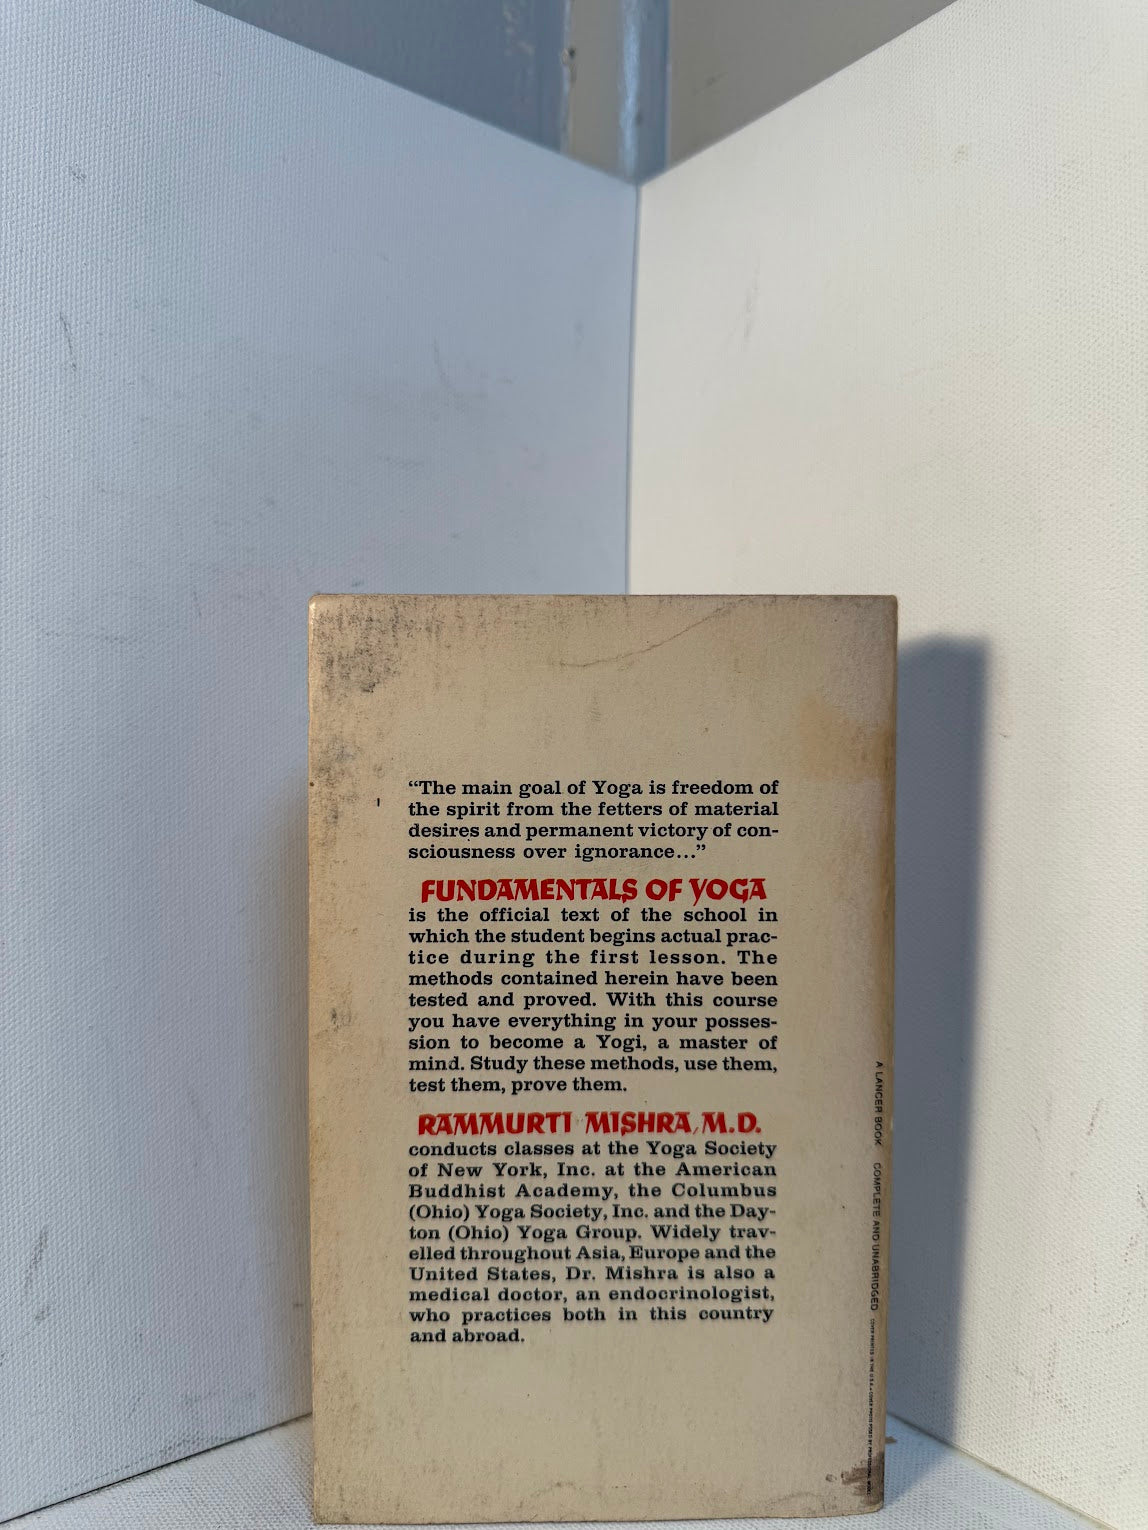 “The main goal of Yoga is freedom of
the spirit from the fetters of material
desires and permanent victory of con-
sciousness over ignorance...”
FUNDAMENTALS OF YOGA
is the official text of the school in
which the student begins actual prac-
tice during the first lesson. The
methods contained herein have been
tested and proved. With this course
you have everything in your posses-
sion to become a Yogi, a master of
mind. Study these methods, use them,
test them, prove them.
RAMMURTI MISHRA, M.D.
conducts classes at the Yoga Society
of New York, Inc. at the American
Buddhist Academy, the Columbus
(Ohio) Yoga Society, Inc. and the Day-
ton (Ohio) Yoga Group. Widely trav-
elled throughout Asia, Europe and the
United States, Dr. Mishra is also a
medical doctor, an endocrinologist,
who practices both in this country
and abroad.
A LANCER BOOK COMPLETE AND UNABRIDGED COVER PRINTED IN THE U.S.A.